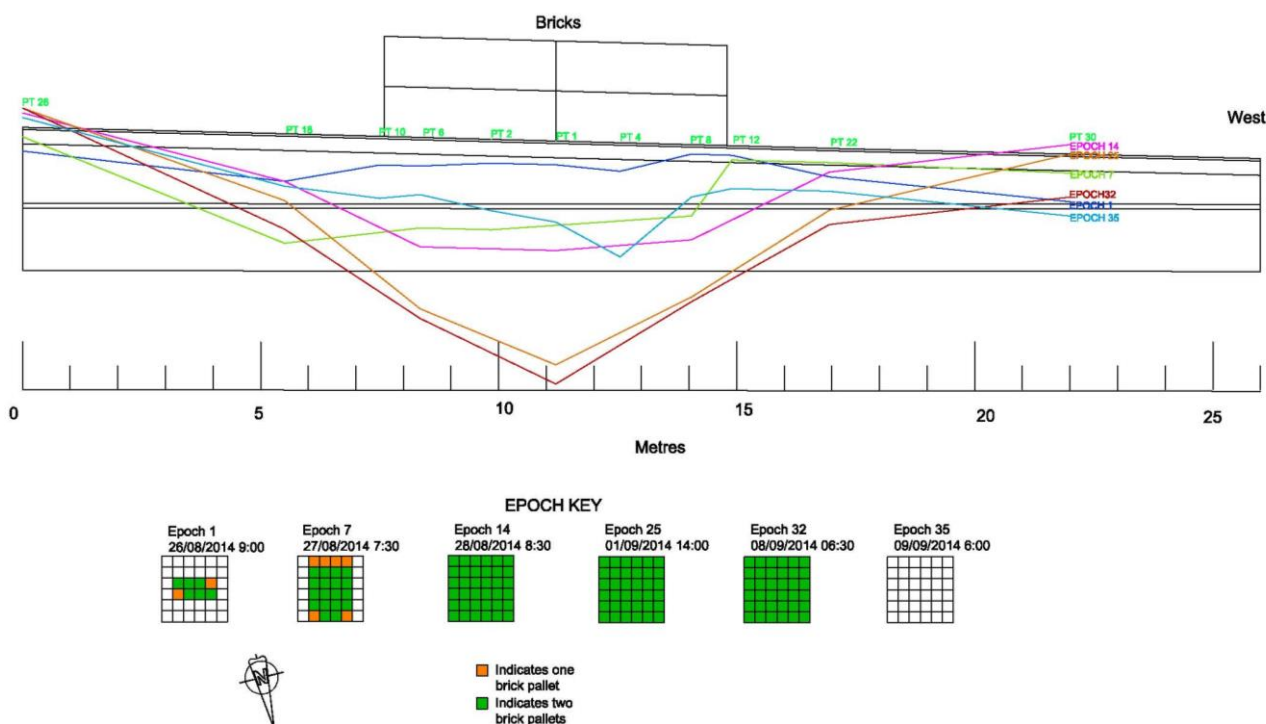 Bricks
West
PT 26
PT 18
PT 10
PT 6
PT 2
PT 1
PT 4
PT 8
PT 12
PT 22
PT 30
EPOCH 14
EPOCH 7
EPOCH32
EPOCH 1
EPOCH 35
0
5
10
15
20
25
Metres
EPOCH KEY
Epoch 1
26/08/2014 9:00
Epoch 7
27/08/2014 7:30
Epoch 14
28/08/2014 8:30
Epoch 25
01/09/2014 14:00
Epoch 32
08/09/2014 06:30
Epoch 35
09/09/2014 6:00
N
Indicates one
brick pallet
Indicates two
brick pallets